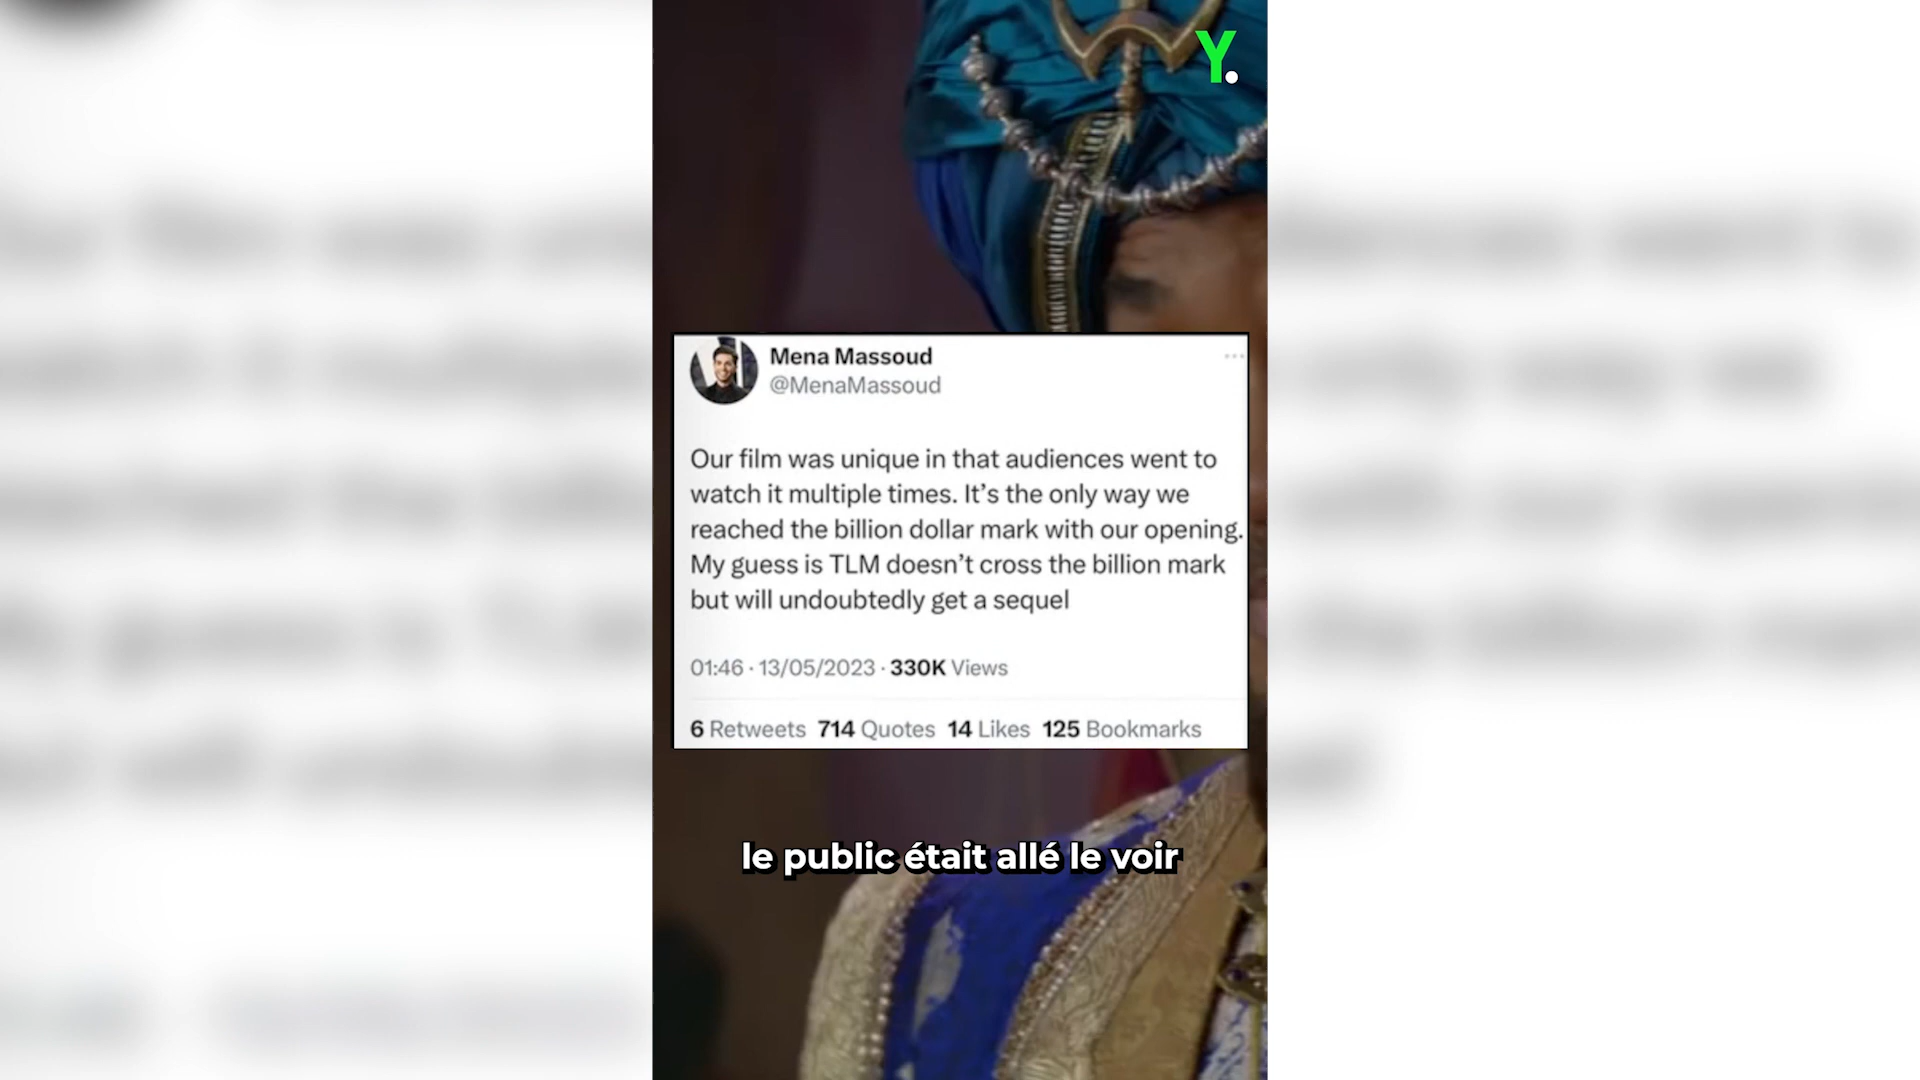 Y.
Mena Massoud
@MenaMassoud
Our film was unique in that audiences went to
watch it multiple times. It’s the only way we
reached the billion dollar mark with our opening.
My guess is TLM doesn’t cross the billion mark
but will undoubtedly get a sequel
01:46 · 13/05/2023 · 330K Views
6 Retweets 714 Quotes 14 Likes 125 Bookmarks
le public était allé le voir